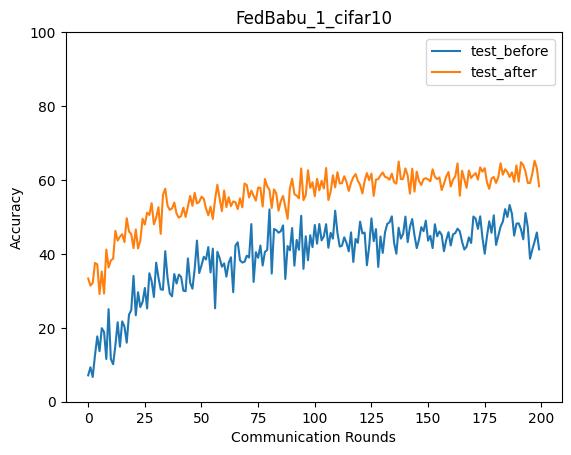 FedBabu_1_cifar10
test_before
test_after
Accuracy
100
80
60
40
20
0
0 25 50 75 100 125 150 175 200
Communication Rounds